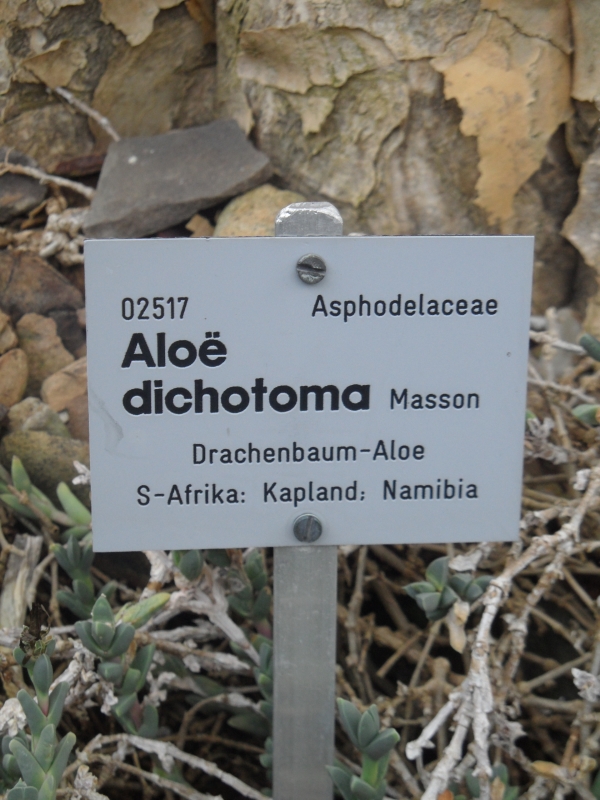 02517 Asphodelaceae
Aloë
dichotoma Masson
Drachenbaum-Aloe
S-Afrika: Kapland; Namibia